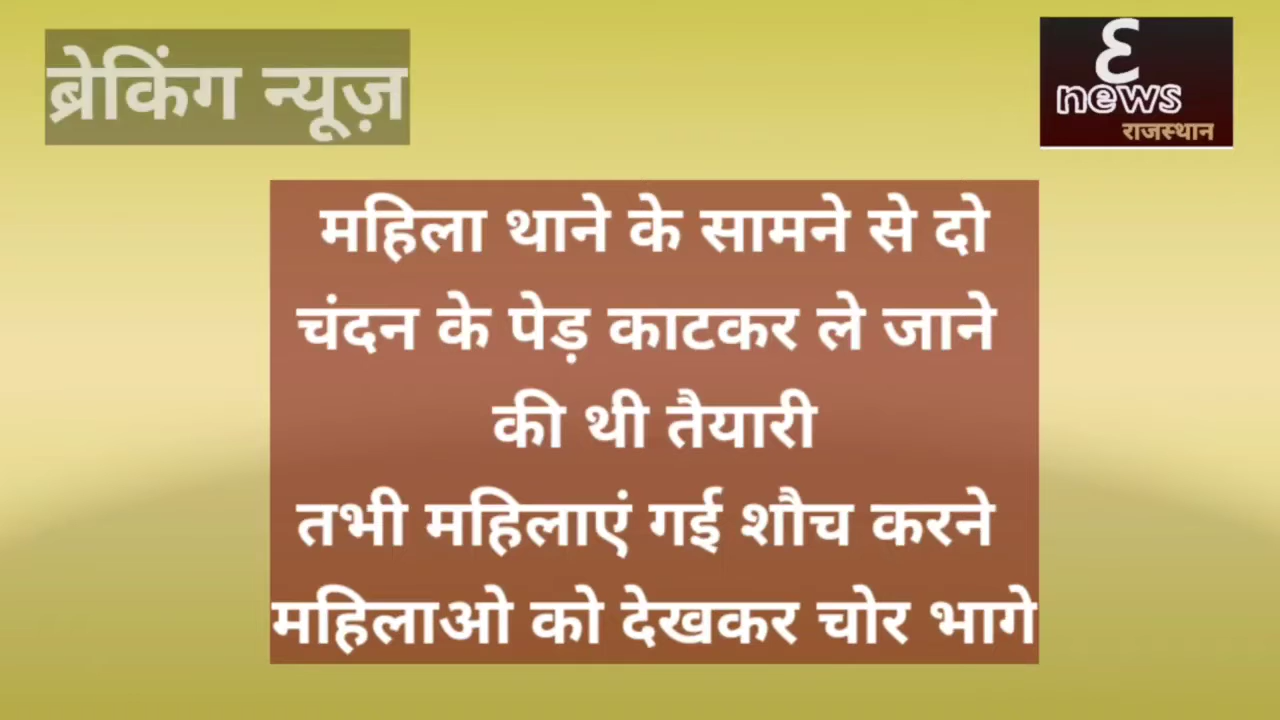 ब्रेकिंग न्यूज़
ε
news
राजस्थान
महिला थाने के सामने से दो
चंदन के पेड़ काटकर ले जाने
की थी तैयारी
तभी महिलाएं गई शौच करने
महिलाओ को देखकर चोर भागे